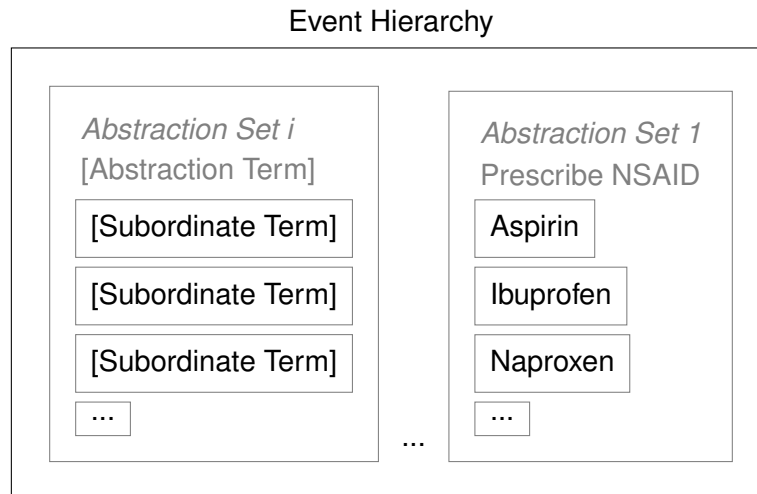 Event Hierarchy
Abstraction Set i
[Abstraction Term]
[Subordinate Term]
[Subordinate Term]
[Subordinate Term]
...
...
Abstraction Set 1
Prescribe NSAID
Aspirin
Ibuprofen
Naproxen
...